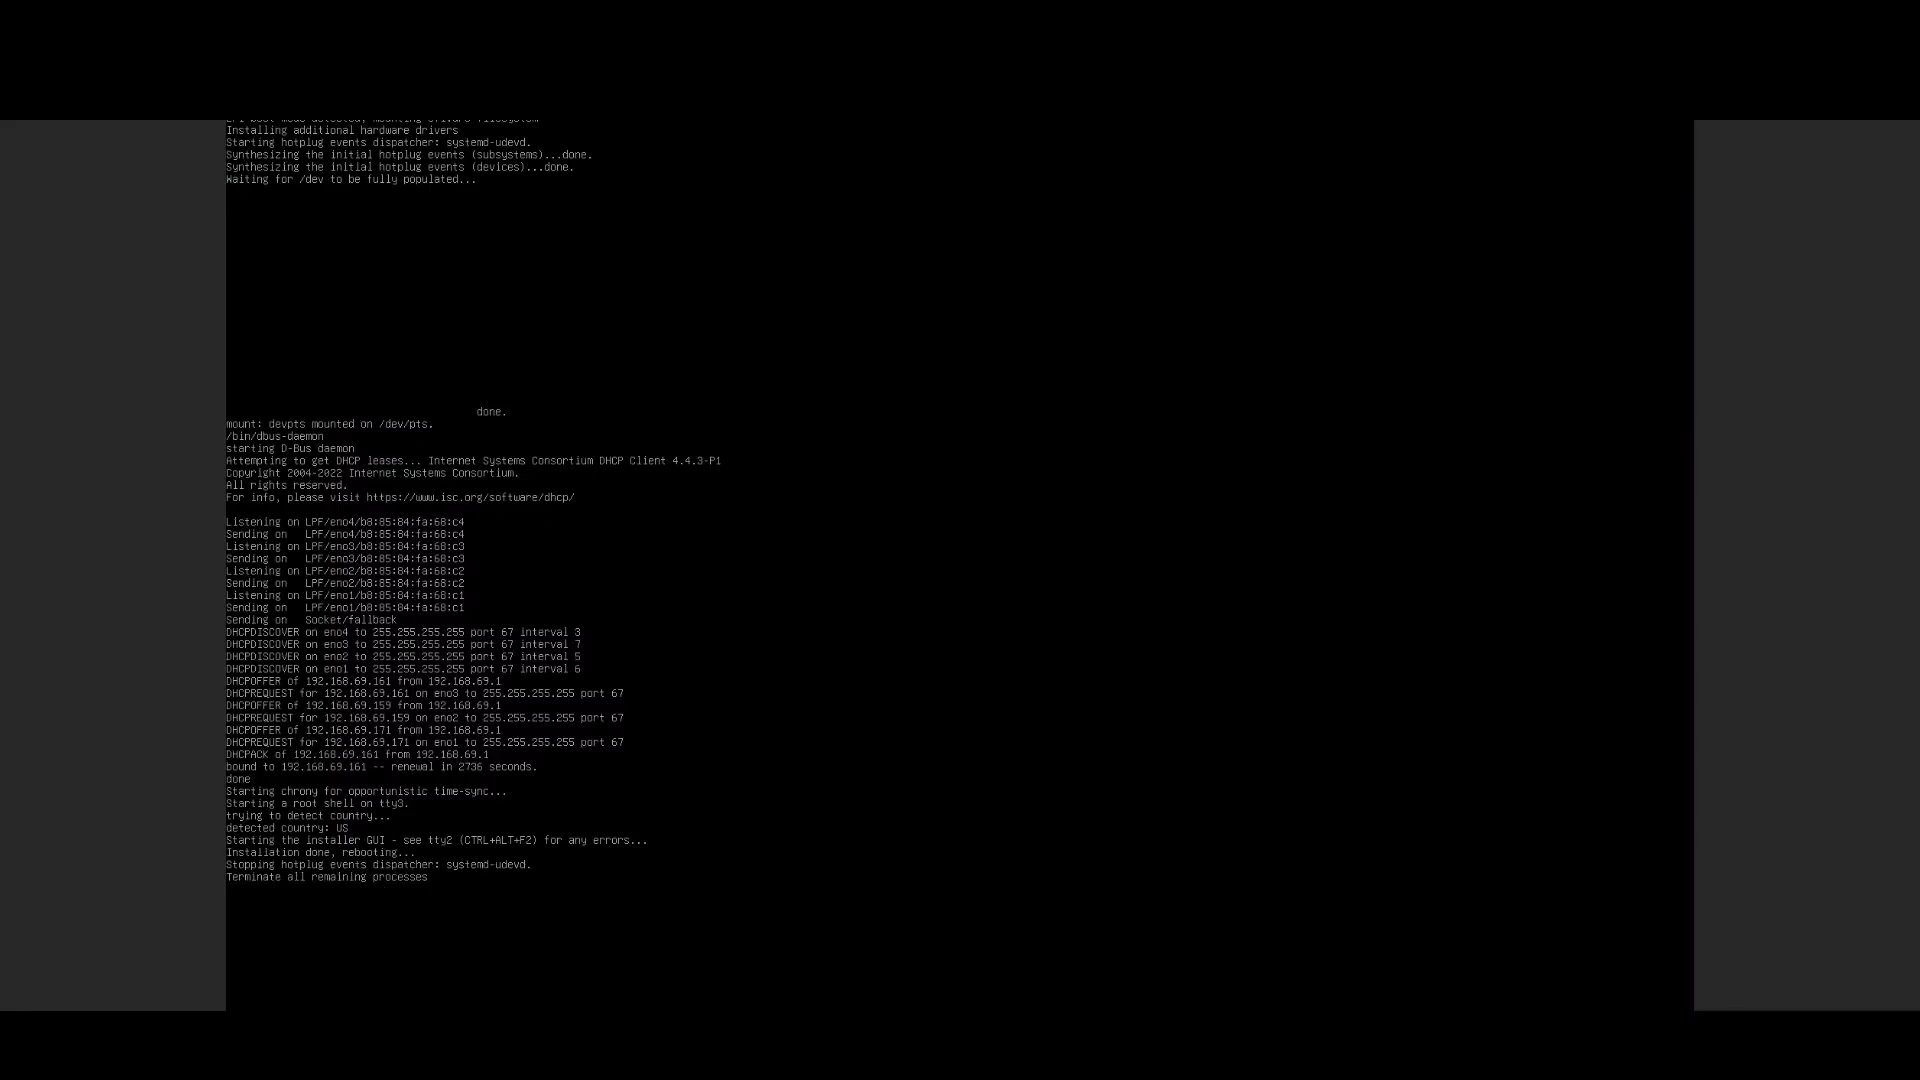 EFI boot mode detected, mounting efivars filesystem
Installing additional hardware drivers
Starting hotplug events dispatcher: systemd-udevd.
Synthesizing the initial hotplug events (subsystems)...done.
Synthesizing the initial hotplug events (devices)...done.
Waiting for /dev to be fully populated...
done.
mount: devpts mounted on /dev/pts.
/bin/dbus-daemon
starting D-Bus daemon
Attempting to get DHCP leases... Internet Systems Consortium DHCP Client 4.4.3-P1
Copyright 2004-2022 Internet Systems Consortium.
All rights reserved.
For info, please visit https://www.isc.org/software/dhcp/
Listening on LPF/eno4/b8:85:84:fa:68:c4
Sending on   LPF/eno4/b8:85:84:fa:68:c4
Listening on LPF/eno3/b8:85:84:fa:68:c3
Sending on   LPF/eno3/b8:85:84:fa:68:c3
Listening on LPF/eno2/b8:85:84:fa:68:c2
Sending on   LPF/eno2/b8:85:84:fa:68:c2
Listening on LPF/eno1/b8:85:84:fa:68:c1
Sending on   LPF/eno1/b8:85:84:fa:68:c1
Sending on   Socket/fallback
DHCPDISCOVER on eno4 to 255.255.255.255 port 67 interval 3
DHCPDISCOVER on eno3 to 255.255.255.255 port 67 interval 7
DHCPDISCOVER on eno2 to 255.255.255.255 port 67 interval 5
DHCPDISCOVER on eno1 to 255.255.255.255 port 67 interval 6
DHCPOFFER of 192.168.69.161 from 192.168.69.1
DHCPREQUEST for 192.168.69.161 on eno3 to 255.255.255.255 port 67
DHCPOFFER of 192.168.69.159 from 192.168.69.1
DHCPREQUEST for 192.168.69.159 on eno2 to 255.255.255.255 port 67
DHCPOFFER of 192.168.69.171 from 192.168.69.1
DHCPREQUEST for 192.168.69.171 on eno1 to 255.255.255.255 port 67
DHCPACK of 192.168.69.161 from 192.168.69.1
bound to 192.168.69.161 -- renewal in 2736 seconds.
done
Starting chrony for opportunistic time-sync...
Starting a root shell on tty3.
trying to detect country...
detected country: US
Starting the installer GUI - see tty2 (CTRL+ALT+F2) for any errors...
Installation done, rebooting...
Stopping hotplug events dispatcher: systemd-udevd.
Terminate all remaining processes